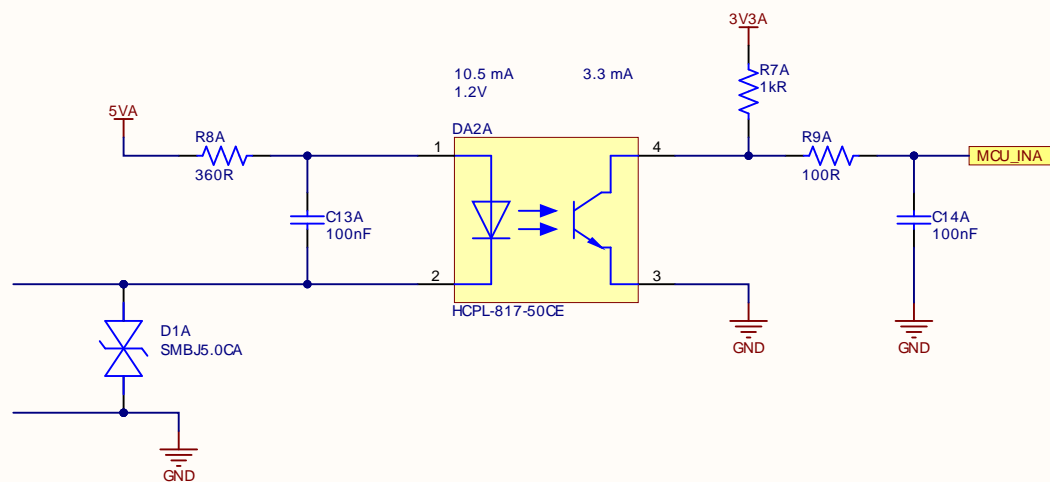 3V3A
10.5 mA 3.3 mA
1.2V
R7A
1kR
5VA
DA2A
R8A
360R
1
4
R9A
100R
MCU_INA
C13A
100nF
C14A
100nF
2
3
HCPL-817-50CE
D1A
SMBJ5.0CA
GND
GND
GND